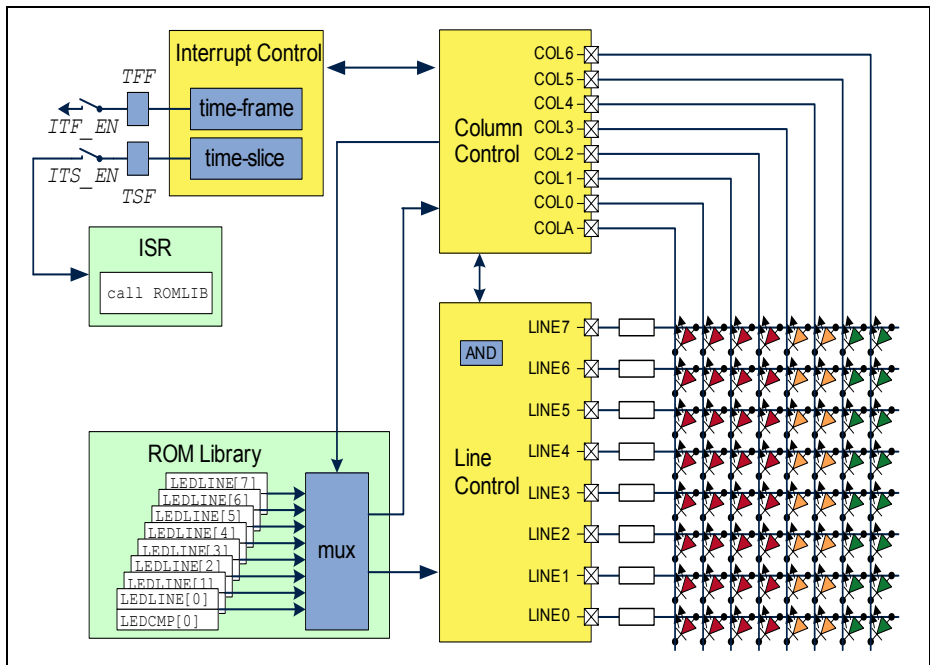 Interrupt Control
TFF
time-frame
ITF_EN
time-slice
ITS_EN
TSF
ISR
call ROMLIB
Column
Control
COL6
COL5
COL4
COL3
COL2
COL1
COL0
COLA
AND
Line
Control
LINE7
LINE6
LINE5
LINE4
LINE3
LINE2
LINE1
LINE0
ROM Library
LEDLINE[7]
LEDLINE[6]
LEDLINE[5]
LEDLINE[4]
LEDLINE[3]
LEDLINE[2]
LEDLINE[1]
LEDLINE[0]
LEDCMP[0]
mux